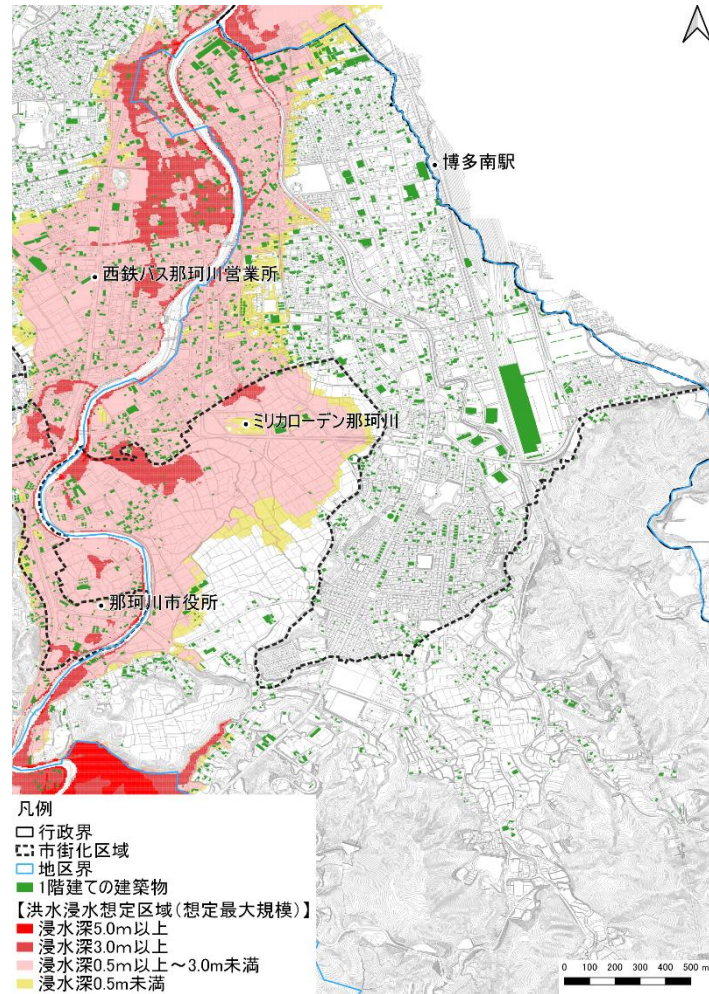 博多南駅
西鉄バス那珂川営業所
ミリカローデン那珂川
那珂川市役所
凡例
行政界
市街化区域
地区界
1階建ての建築物
【洪水浸水想定区域(想定最大規模)】
浸水深5.0m以上
浸水深3.0m以上
浸水深0.5m以上~3.0m未満
浸水深0.5m未満
0 100 200 300 400 500 m